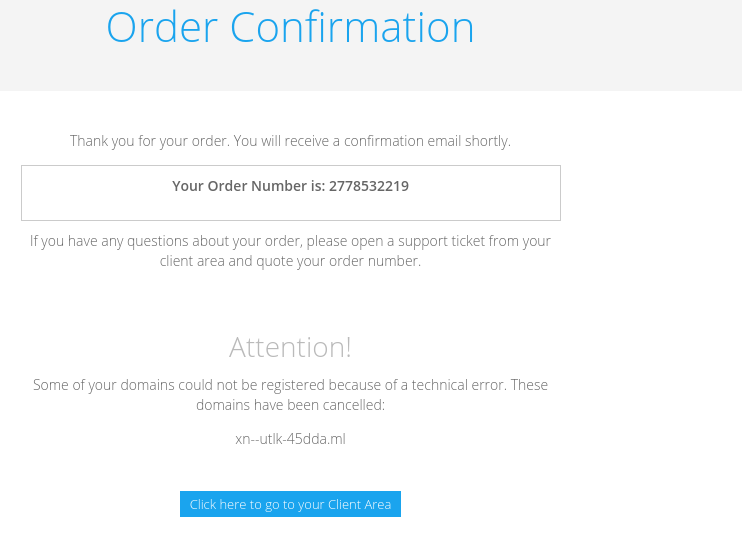 Order Confirmation
Thank you for your order. You will receive a confirmation email shortly.
Your Order Number is: 2778532219
If you have any questions about your order, please open a support ticket from your
client area and quote your order number.
Attention!
Some of your domains could not be registered because of a technical error. These
domains have been cancelled:
xn--utlk-45dda.ml
Click here to go to your Client Area